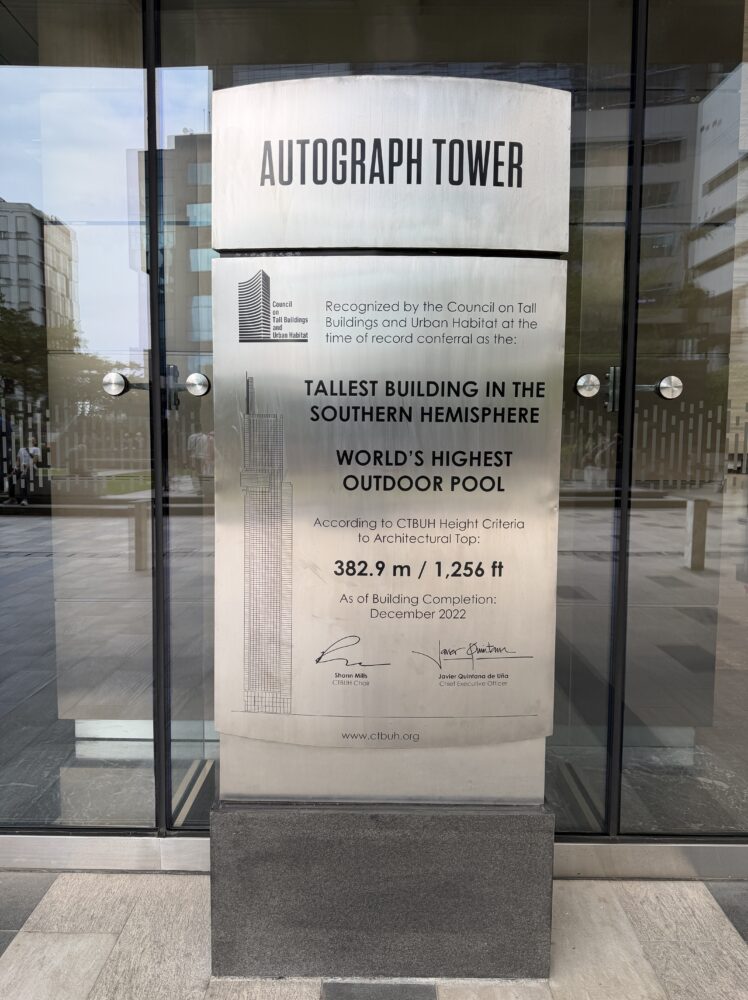 AUTOGRAPH TOWER
Council
on
Tall Buildings
and
Urban Habitat
Recognized by the Council on Tall
Buildings and Urban Habitat at the
time of record conferral as the:
TALLEST BUILDING IN THE
SOUTHERN HEMISPHERE
WORLD'S HIGHEST
OUTDOOR POOL
According to CTBUH Height Criteria
to Architectural Top:
382.9 m / 1,256 ft
As of Building Completion:
December 2022
Javier Quintana
Shonn Mills
CTBUH Chair
Javier Quintana de Uña
Chief Executive Officer
www.ctbuh.org